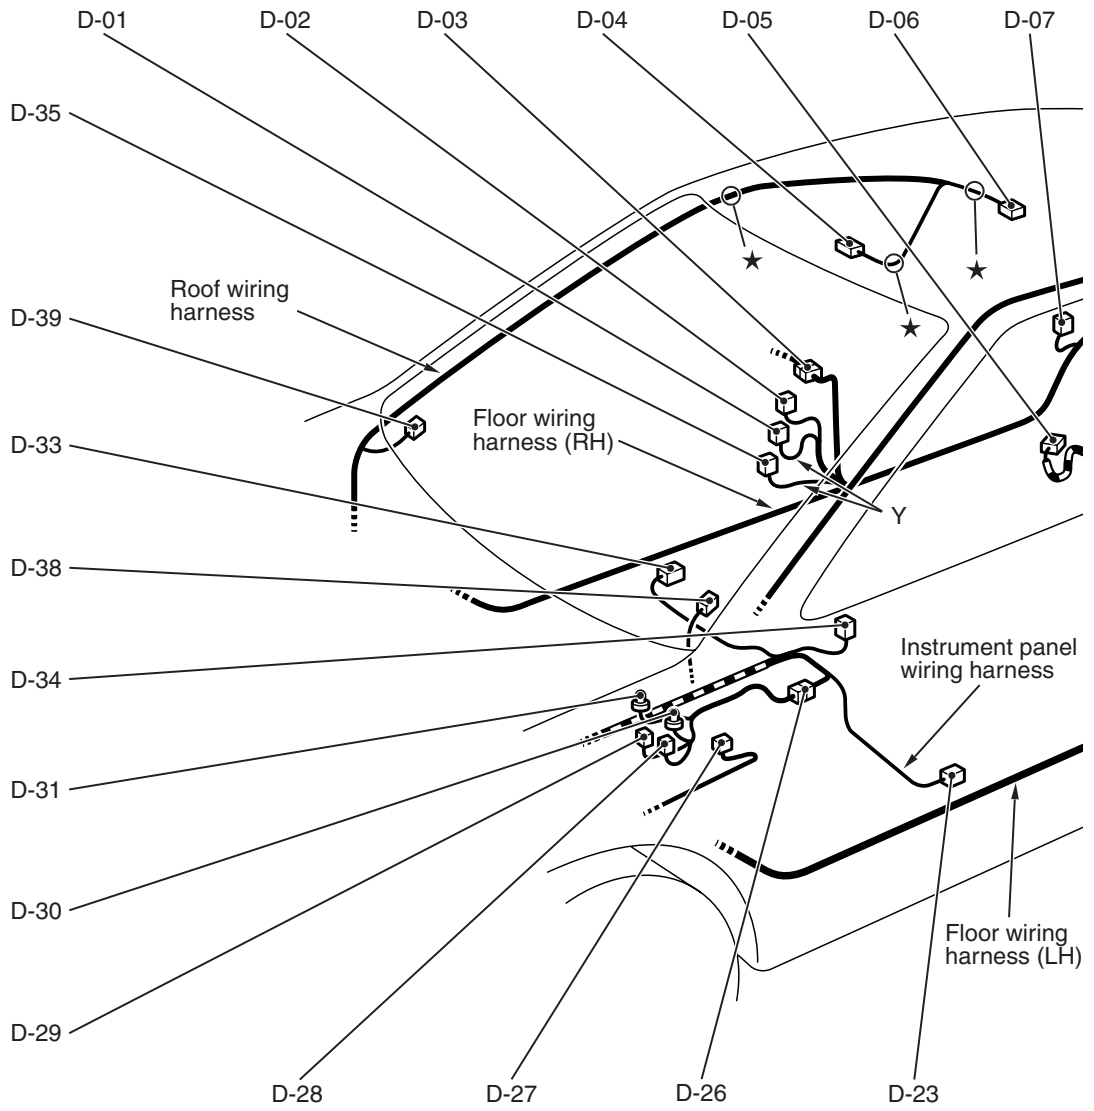 D-01
D-02
D-03
D-04
D-05
D-06
D-07
D-35
Roof wiring
harness
D-39
Floor wiring
harness (RH)
D-33
Y
D-38
Instrument panel
wiring harness
D-34
D-31
D-30
Floor wiring
harness (LH)
D-29
D-28
D-27
D-26
D-23